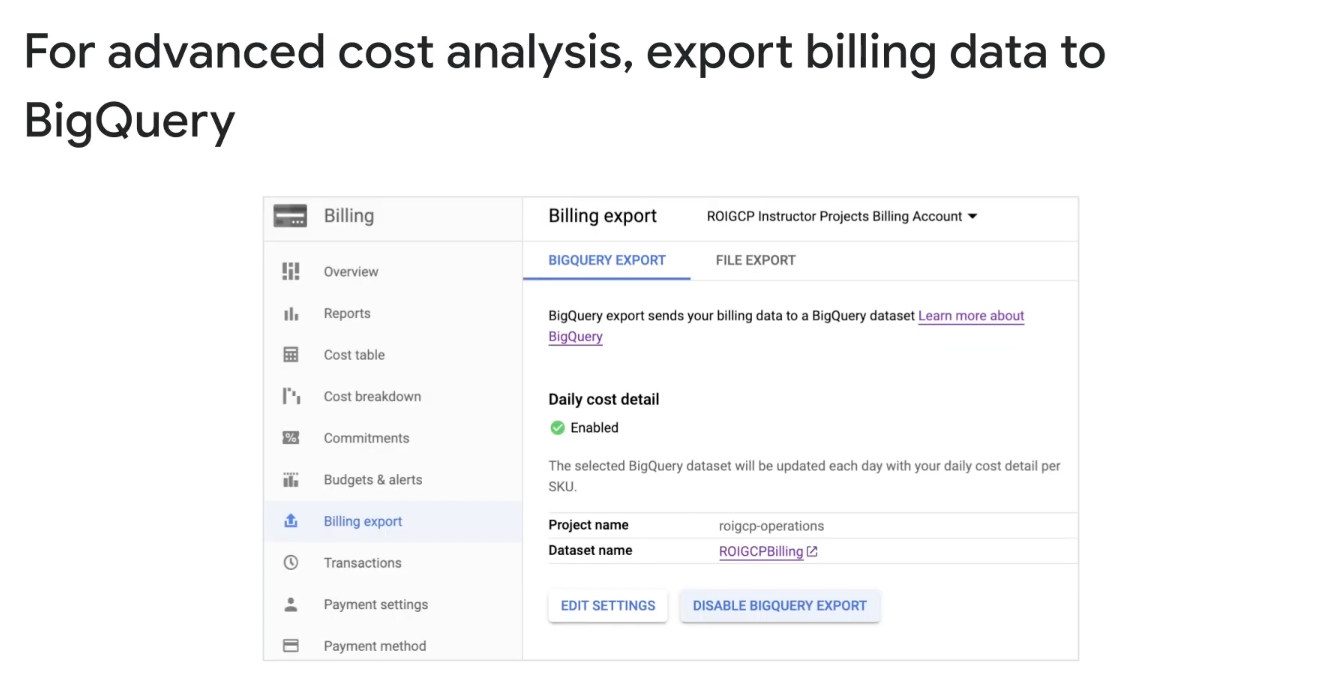 For advanced cost analysis, export billing data to
BigQuery
Billing
Billing export
ROIGCP Instructor Projects Billing Account
Overview
Reports
Cost table
Cost breakdown
Commitments
Budgets & alerts
Billing export
Transactions
Payment settings
Payment method
BIGQUERY EXPORT
FILE EXPORT
BigQuery export sends your billing data to a BigQuery dataset Learn more about
BigQuery
Daily cost detail
Enabled
The selected BigQuery dataset will be updated each day with your daily cost detail per
SKU.
Project name roigcp-operations
Dataset name ROIGCPBilling
EDIT SETTINGS
DISABLE BIGQUERY EXPORT